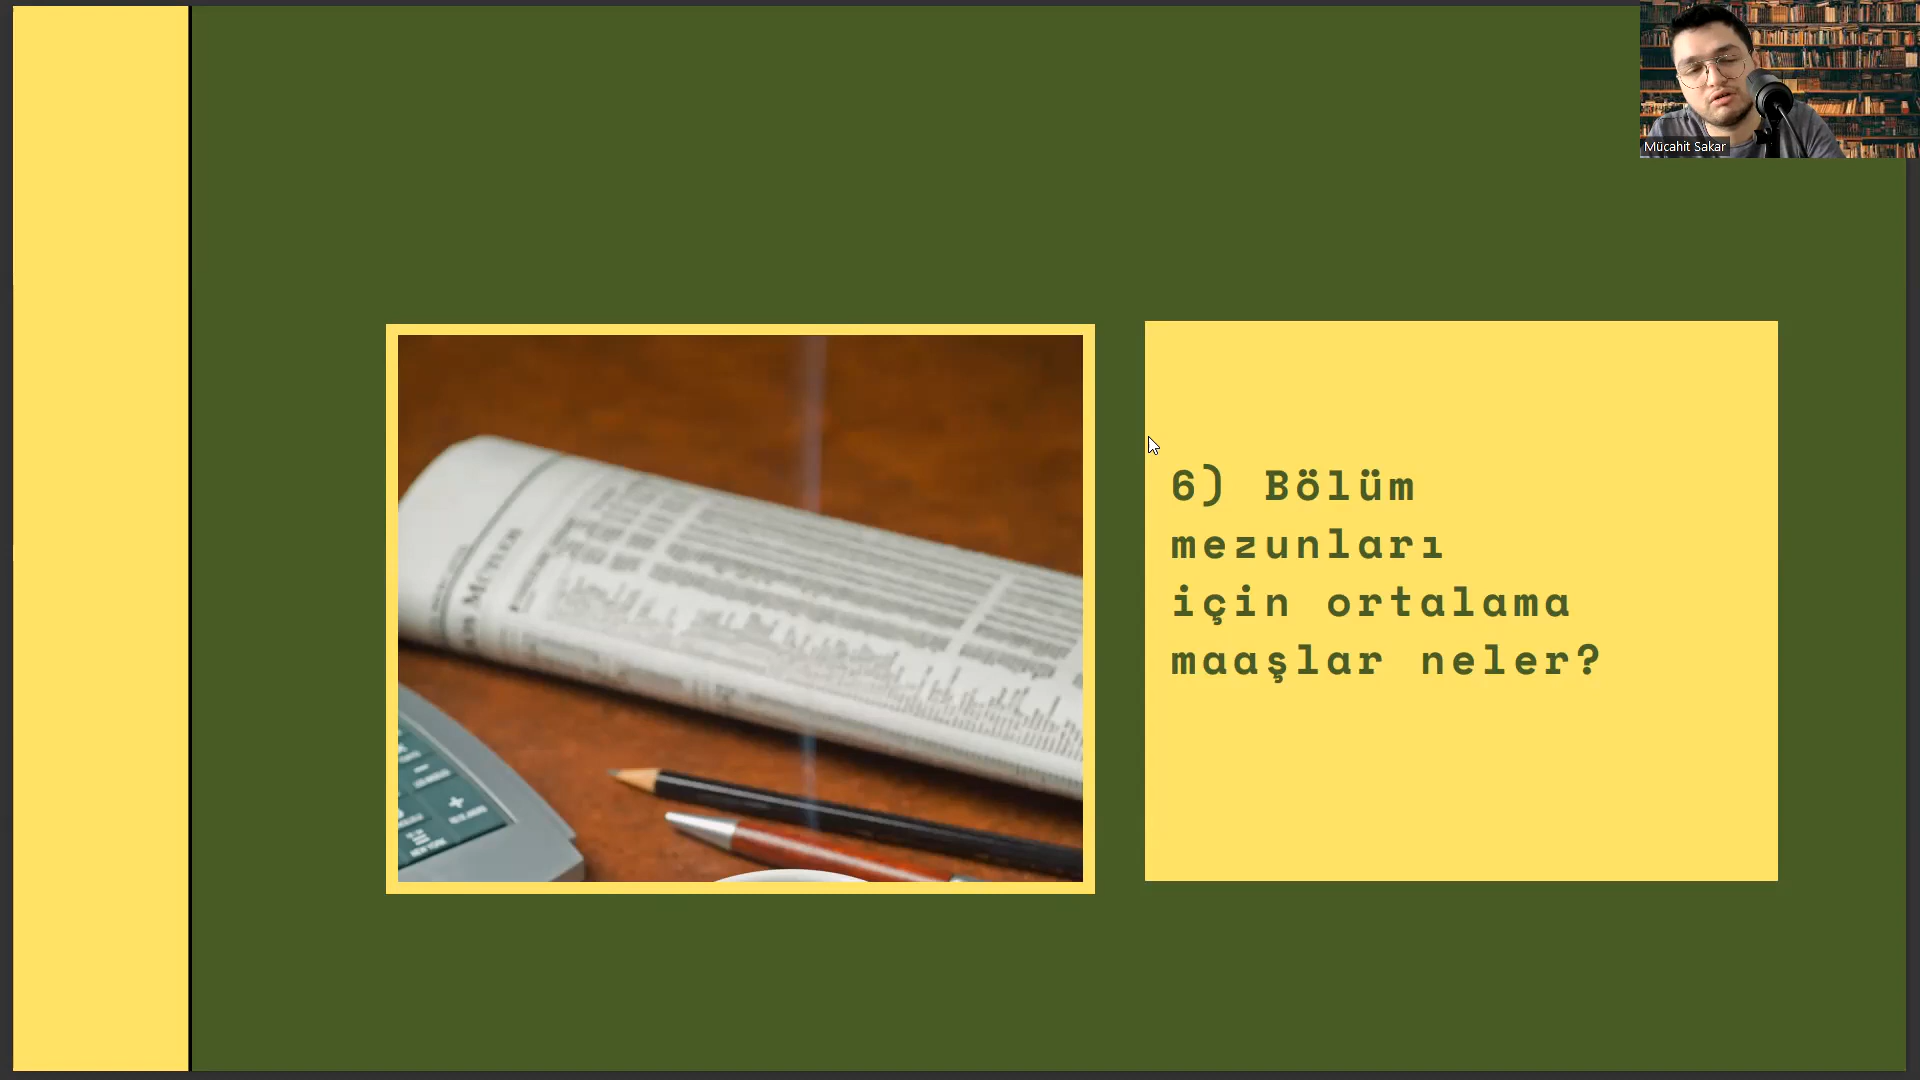 Mücahit Sakar
6) Bölüm
mezunları
için ortalama
maaşlar neler?